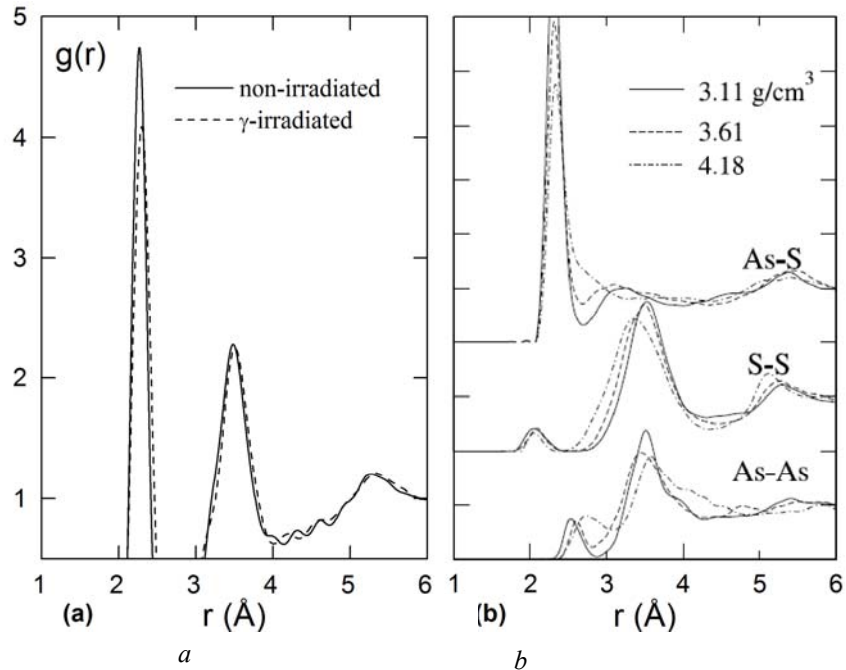 5
g(r)
4
3
2
1
non-irradiated
γ-irradiated
1 2 3 4 5 6
(a)
r (Å)
a
3.11 g/cm³
3.61
4.18
As-S
S-S
As-As
1 2 3 4 5 6
(b)
r (Å)
b